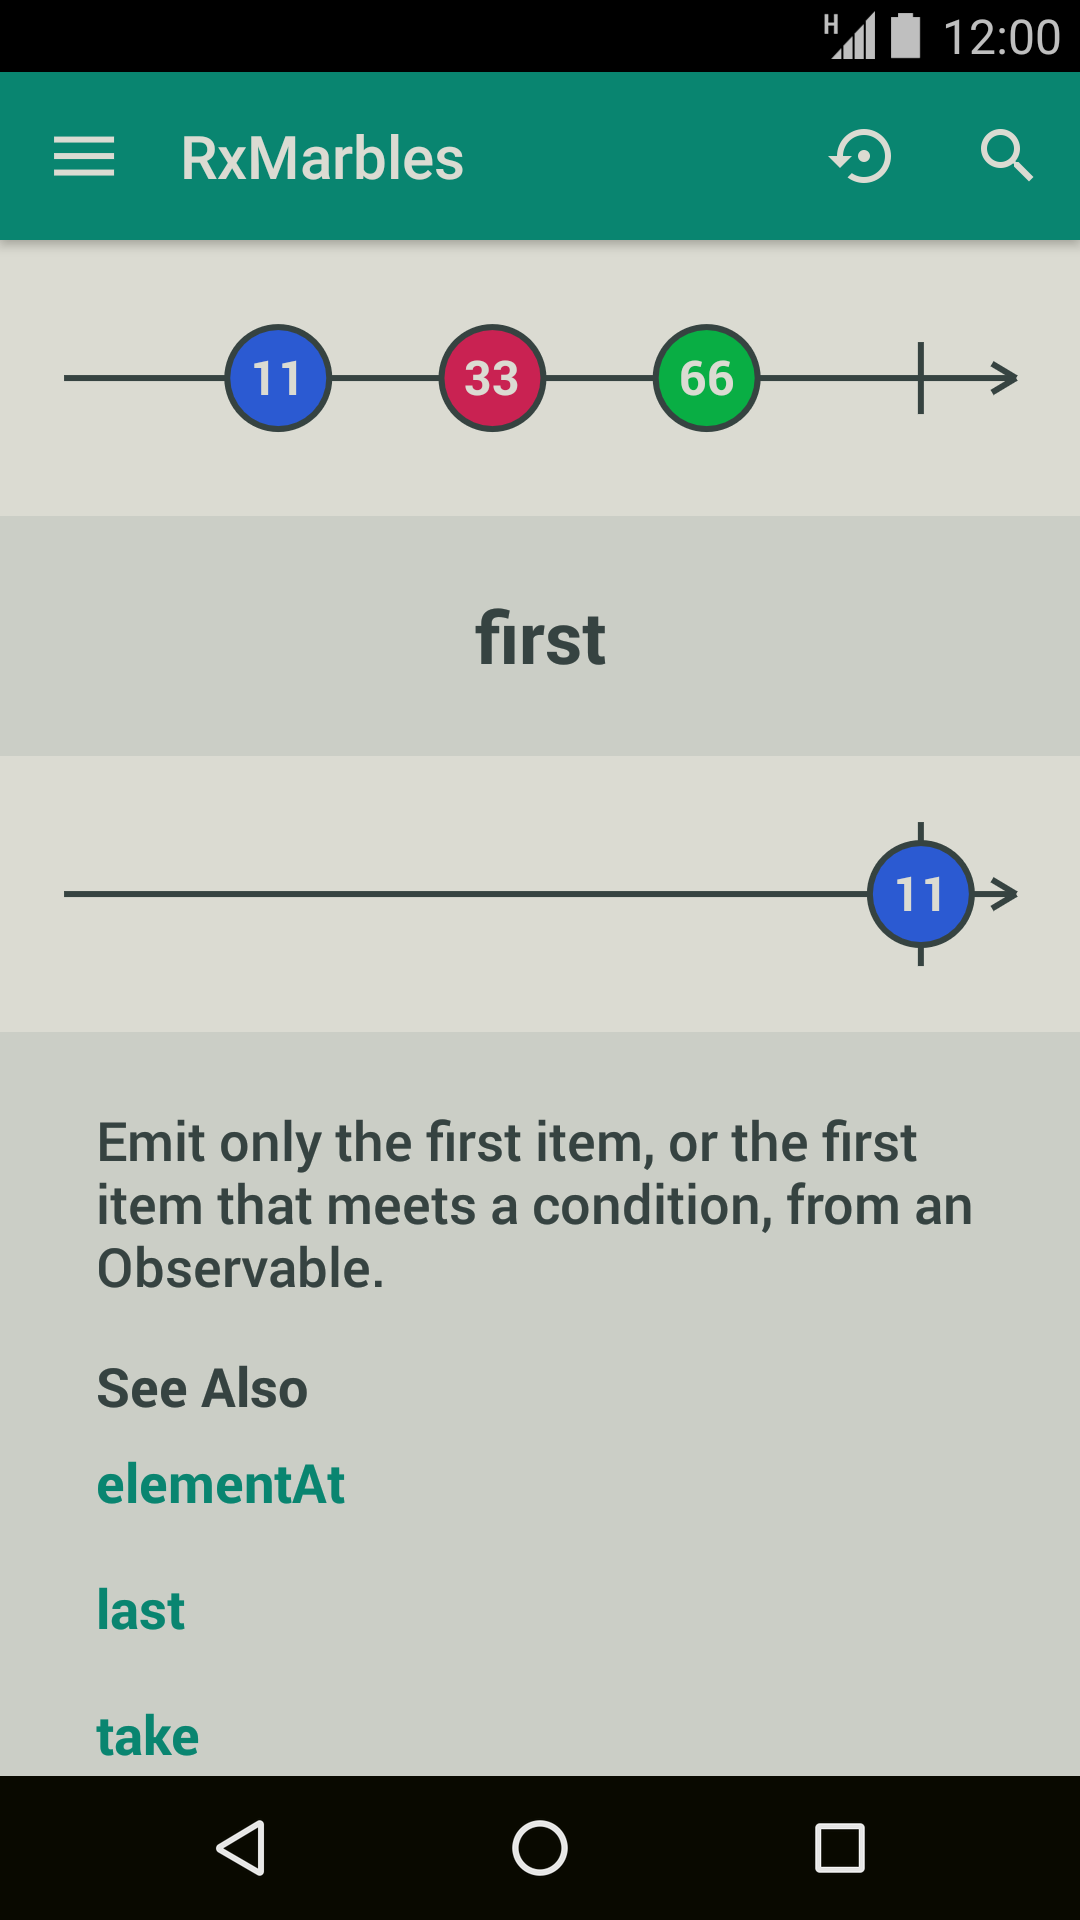 H 12:00
RxMarbles
11 33 66
first
11
Emit only the first item, or the first
item that meets a condition, from an
Observable.
See Also
elementAt
last
take